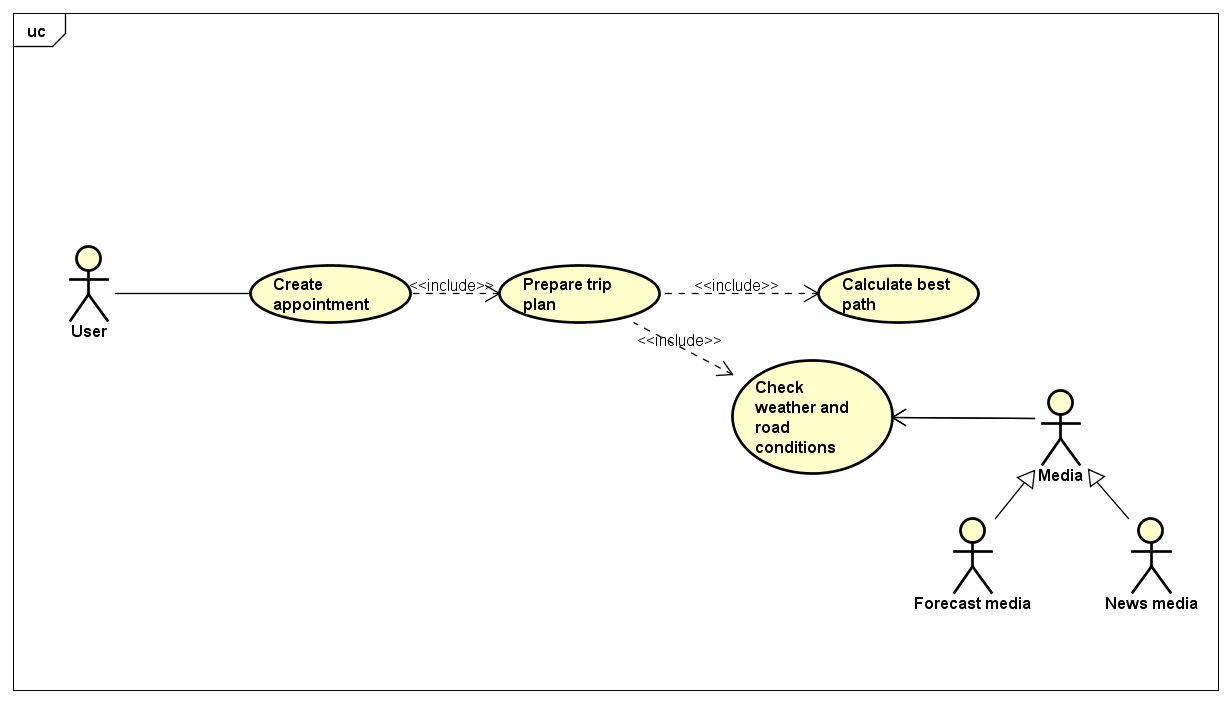 uc
Create
appointment
<<include>>
Prepare trip
plan
<<include>>
Calculate best
path
User
<<include>>
Check
weather and
road
conditions
Media
Forecast media
News media